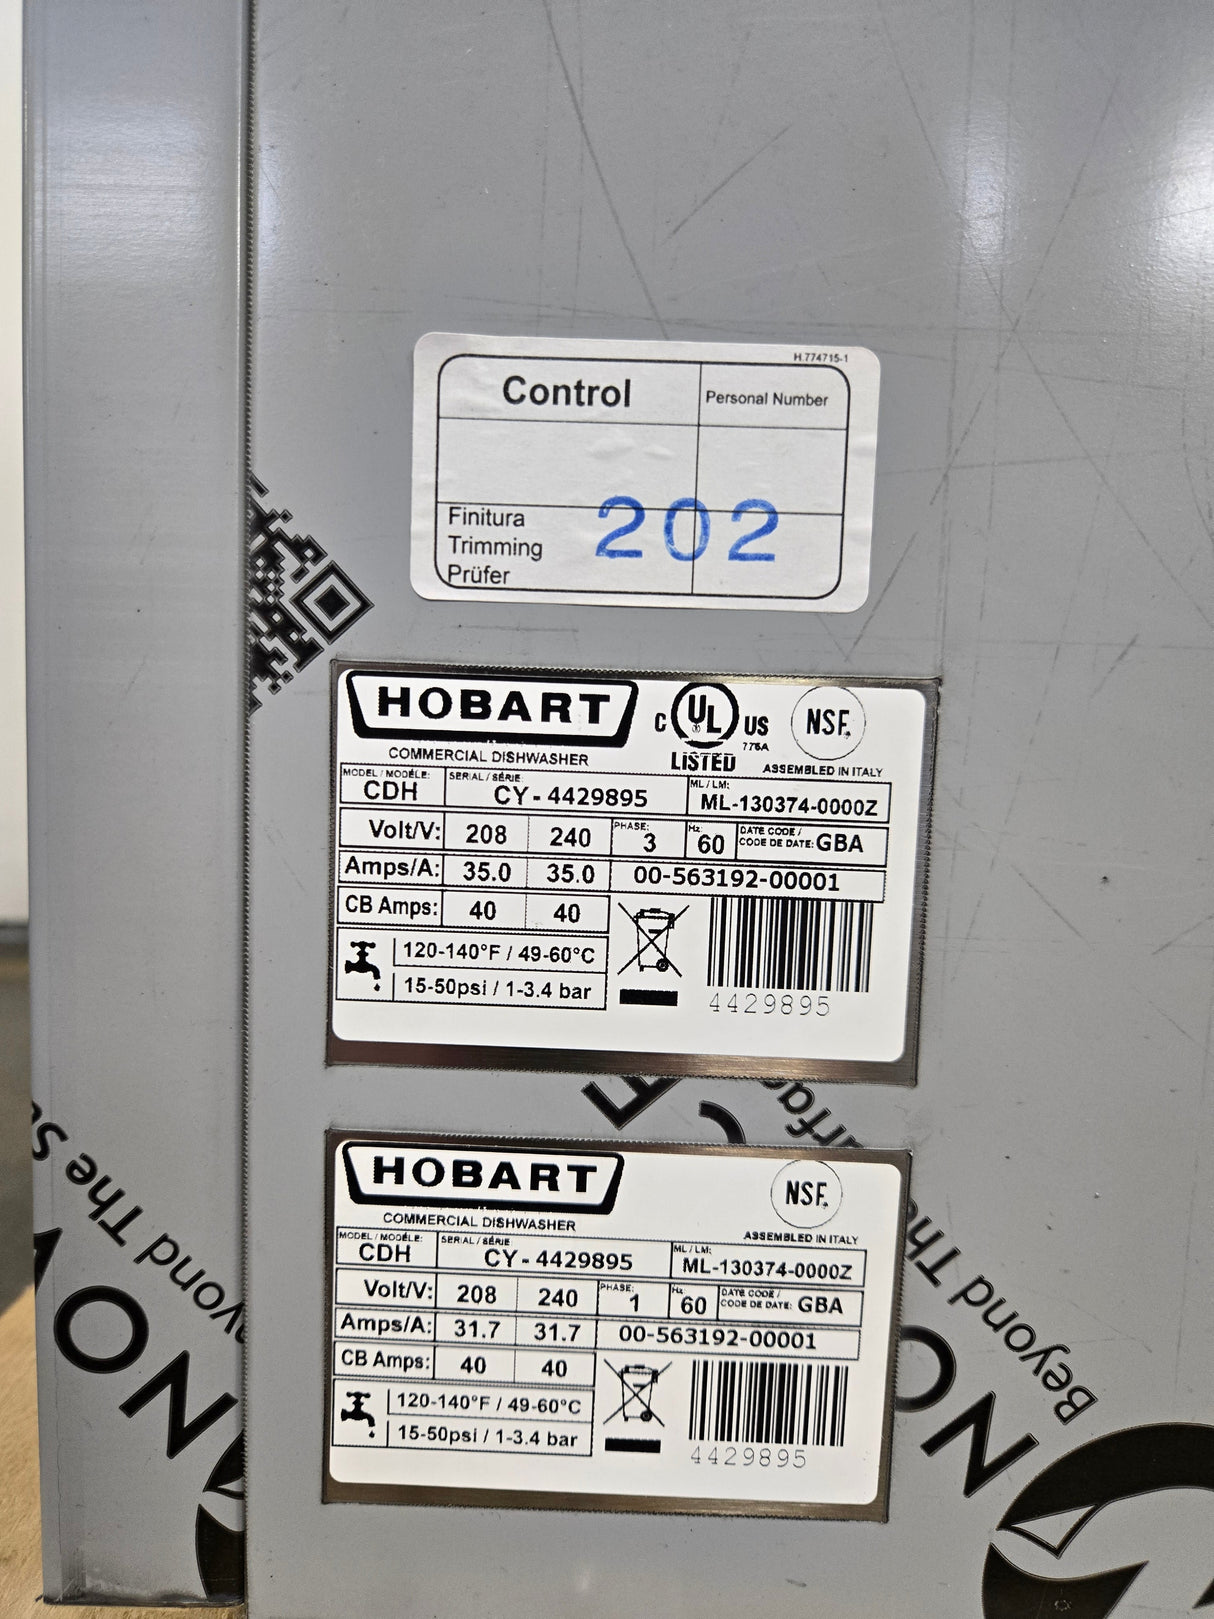 H.774715-1
Control
Personal Number
Finitura
Trimming
Prüfer
202
HOBART
C UL US
LISTED
776A
NSF.
COMMERCIAL DISHWASHER
ASSEMBLED IN ITALY
MODEL / MODÉLE: CDH SERIAL / SÉRIE: CY - 4429895 ML / LM: ML-130374-0000Z
Volt/V: 208 240 PHASE: 3 Hz: 60 DATE CODE / CODE DE DATE: GBA
Amps/A: 35.0 35.0 00-563192-00001
CB Amps: 40 40
120-140°F / 49-60°C
15-50psi / 1-3.4 bar
4429895
HOBART
NSF.
COMMERCIAL DISHWASHER
ASSEMBLED IN ITALY
MODEL / MODÉLE: CDH SERIAL / SÉRIE: CY - 4429895 ML / LM: ML-130374-0000Z
Volt/V: 208 240 PHASE: 1 Hz 60 DATE CODE / CODE DE DATE: GBA
Amps/A: 31.7 31.7 00-563192-00001
CB Amps: 40 40
120-140°F / 49-60°C
15-50psi / 1-3.4 bar
4429895
Beyond The
Beyond The